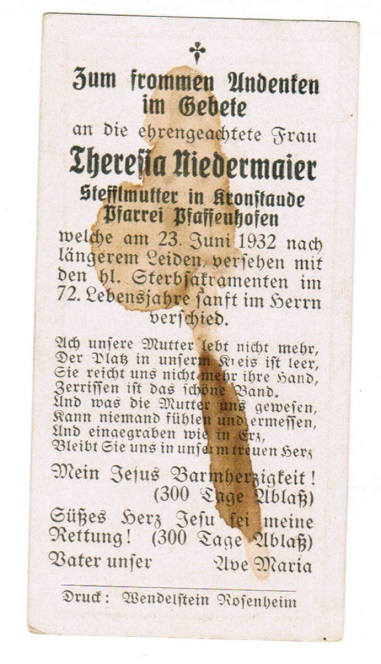 †
Zum frommen Andenken
im Gebete
an die ehrengeachtete Frau
Theresia Niedermaier
Stefflmutter in Kronstaude
Pfarrei Pfaffenhofen
welche am 23. Juni 1932 nach
längerem Leiden, versehen mit
den hl. Sterbsakramenten im
72. Lebensjahre sanft im Herrn
verschied.
Ach unsere Mutter lebt nicht mehr,
Der Platz in unserm Kreis ist leer,
Sie reicht uns nicht mehr ihre Hand,
Zerrissen ist das schöne Band.
And was die Mutter uns gewesen,
Kann niemand fühlen und ermessen,
And eingegraben wie in Erz,
Bleibt Sie uns in unserm treuen Herz
Mein Jesus Barmherzigkeit!
(300 Tage Ablaß)
Süßes Herz Jesu sei meine
Rettung! (300 Tage Ablaß)
Vater unser Ave Maria
Druck: Wendelstein Rosenheim